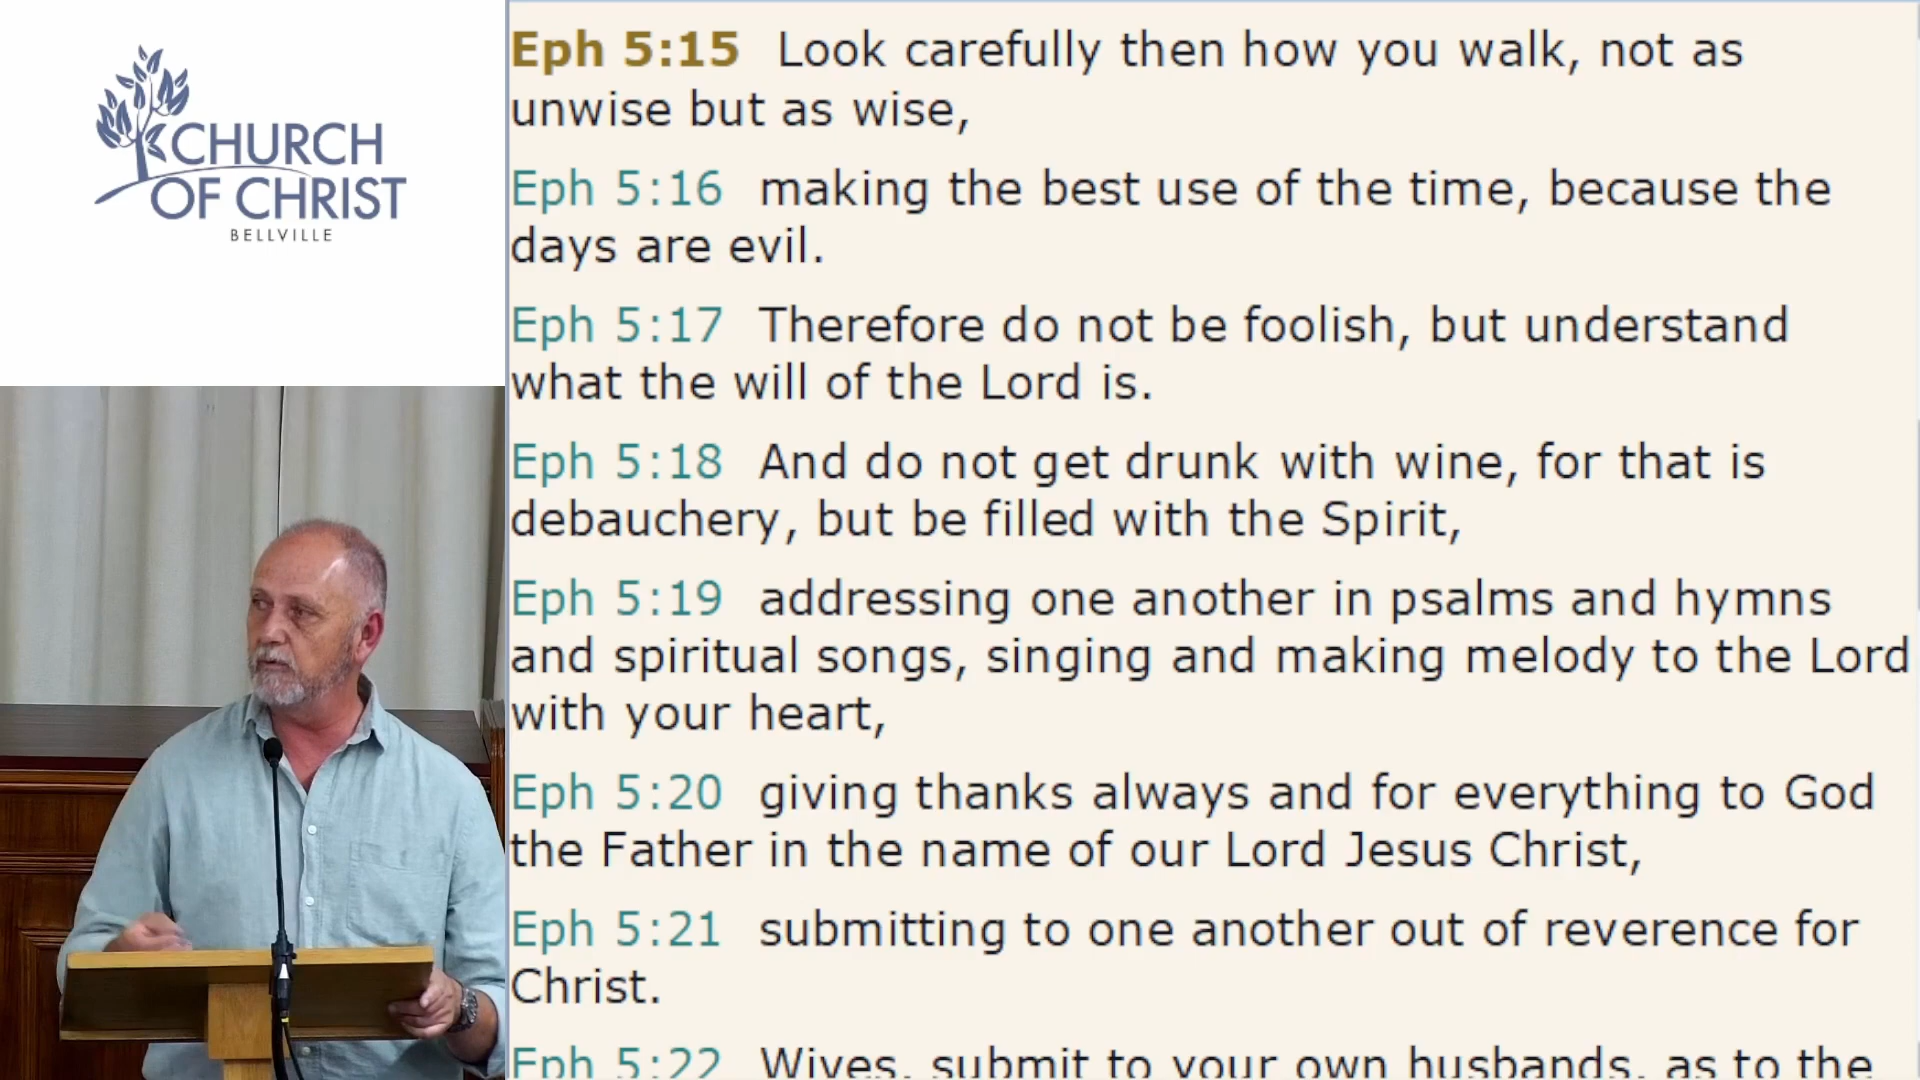 CHURCH
OF CHRIST
BELLVILLE
Eph 5:15 Look carefully then how you walk, not as
unwise but as wise,
Eph 5:16 making the best use of the time, because the
days are evil.
Eph 5:17 Therefore do not be foolish, but understand
what the will of the Lord is.
Eph 5:18 And do not get drunk with wine, for that is
debauchery, but be filled with the Spirit,
Eph 5:19 addressing one another in psalms and hymns
and spiritual songs, singing and making melody to the Lord
with your heart,
Eph 5:20 giving thanks always and for everything to God
the Father in the name of our Lord Jesus Christ,
Eph 5:21 submitting to one another out of reverence for
Christ.
Eph 5:22 Wives, submit to your own husbands, as to the